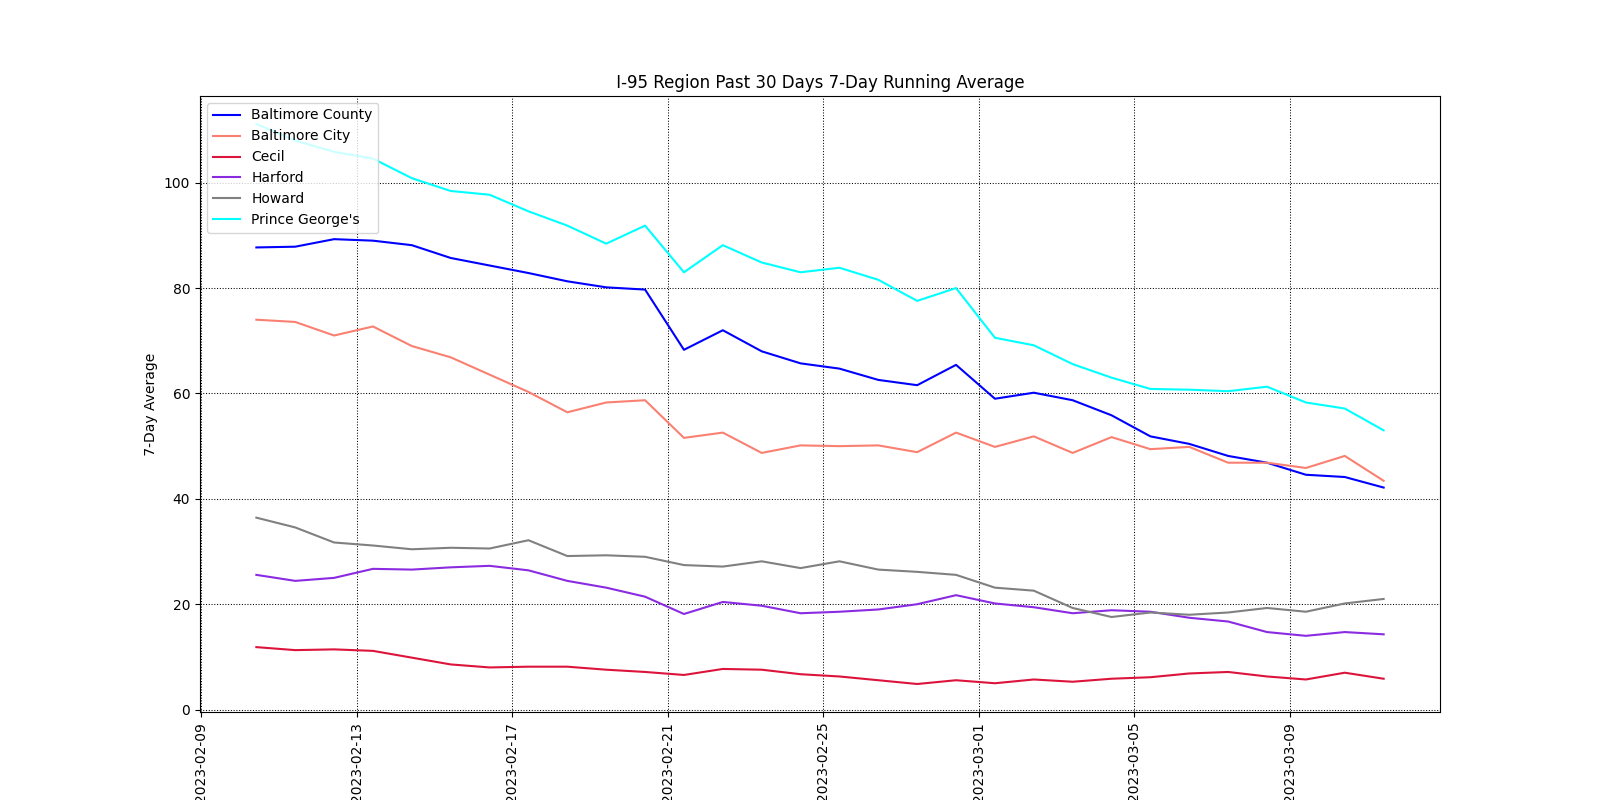 I-95 Region Past 30 Days 7-Day Running Average
Baltimore County
Baltimore City
Cecil
Harford
Howard
Prince George's
7-Day Average
100
80
60
40
20
0
2023-02-09
2023-02-13
2023-02-17
2023-02-21
2023-02-25
2023-03-01
2023-03-05
2023-03-09